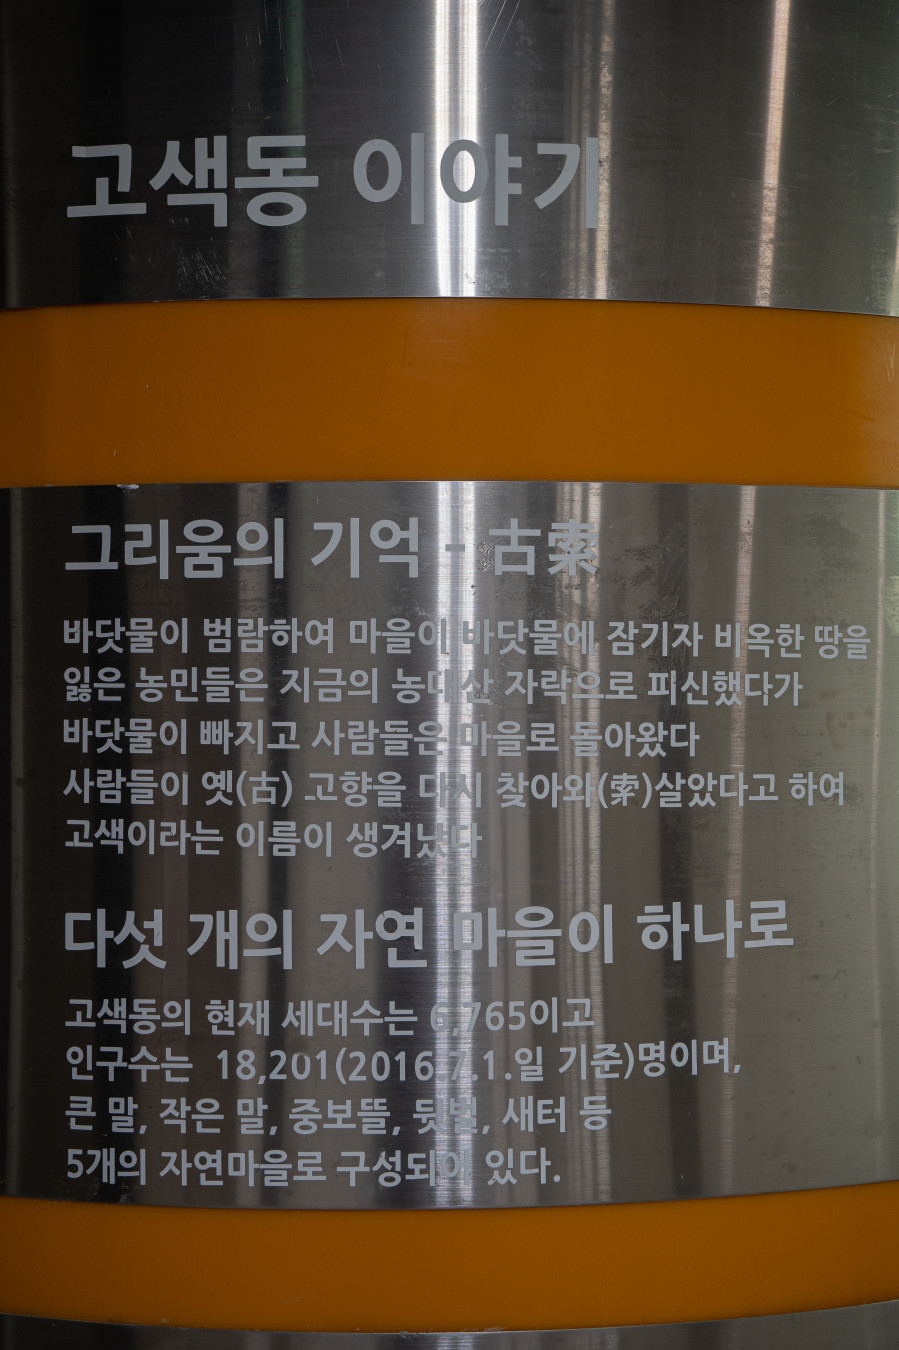 고색동 이야기
그리움의 기억 - 古索
바닷물이 범람하여 마을이 바닷물에 잠기자 비옥한 땅을
잃은 농민들은 지금의 농대산 자락으로 피신했다가
바닷물이 빠지고 사람들은 마을로 돌아왔다
사람들이 옛(古) 고향을 다시 찾아와(索)살았다고 하여
고색이라는 이름이 생겨났다
다섯 개의 자연 마을이 하나로
고색동의 현재 세대수는 6,765이고
인구수는 18,201(2016.7.1.일 기준)명이며,
큰 말, 작은 말, 중보뜰, 뒷벌, 새터 등
5개의 자연마을로 구성되어 있다.